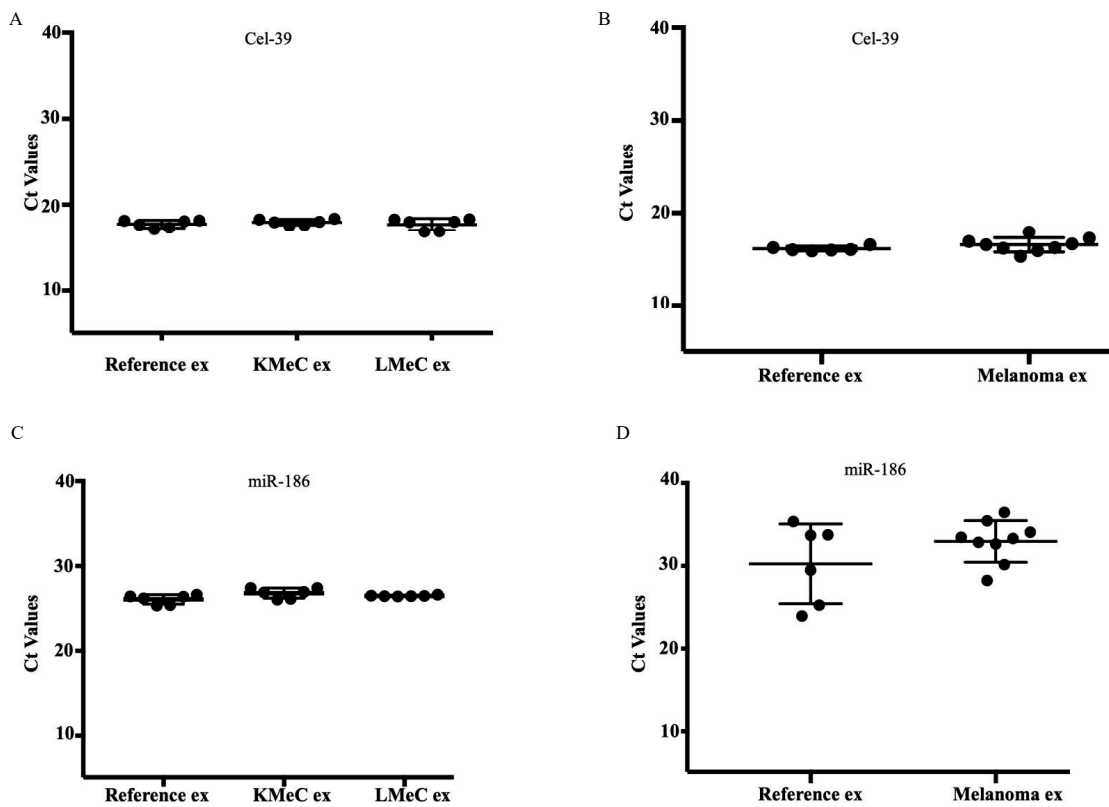 A
Cel-39
40
30
20
10
Ct Values
Reference ex KMeC ex LMeC ex
B
Cel-39
40
30
20
10
Ct Values
Reference ex Melanoma ex
C
miR-186
40
30
20
10
Ct Values
Reference ex KMeC ex LMeC ex
D
miR-186
40
30
20
10
Ct Values
Reference ex Melanoma ex